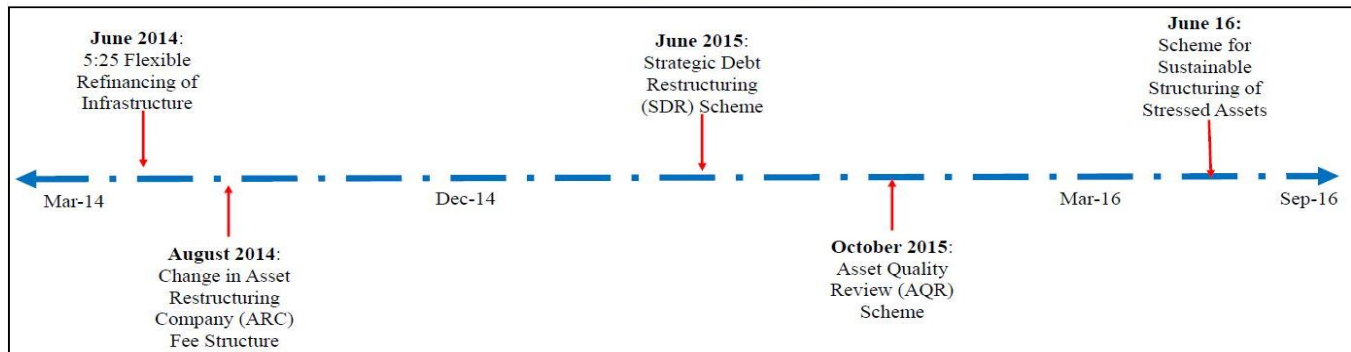 June 2014:
5:25 Flexible
Refinancing of
Infrastructure
June 2015:
Strategic Debt
Restructuring
(SDR) Scheme
June 16:
Scheme for
Sustainable
Structuring of
Stressed Assets
Mar-14
Dec-14
Mar-16
Sep-16
August 2014:
Change in Asset
Restructuring
Company (ARC)
Fee Structure
October 2015:
Asset Quality
Review (AQR)
Scheme